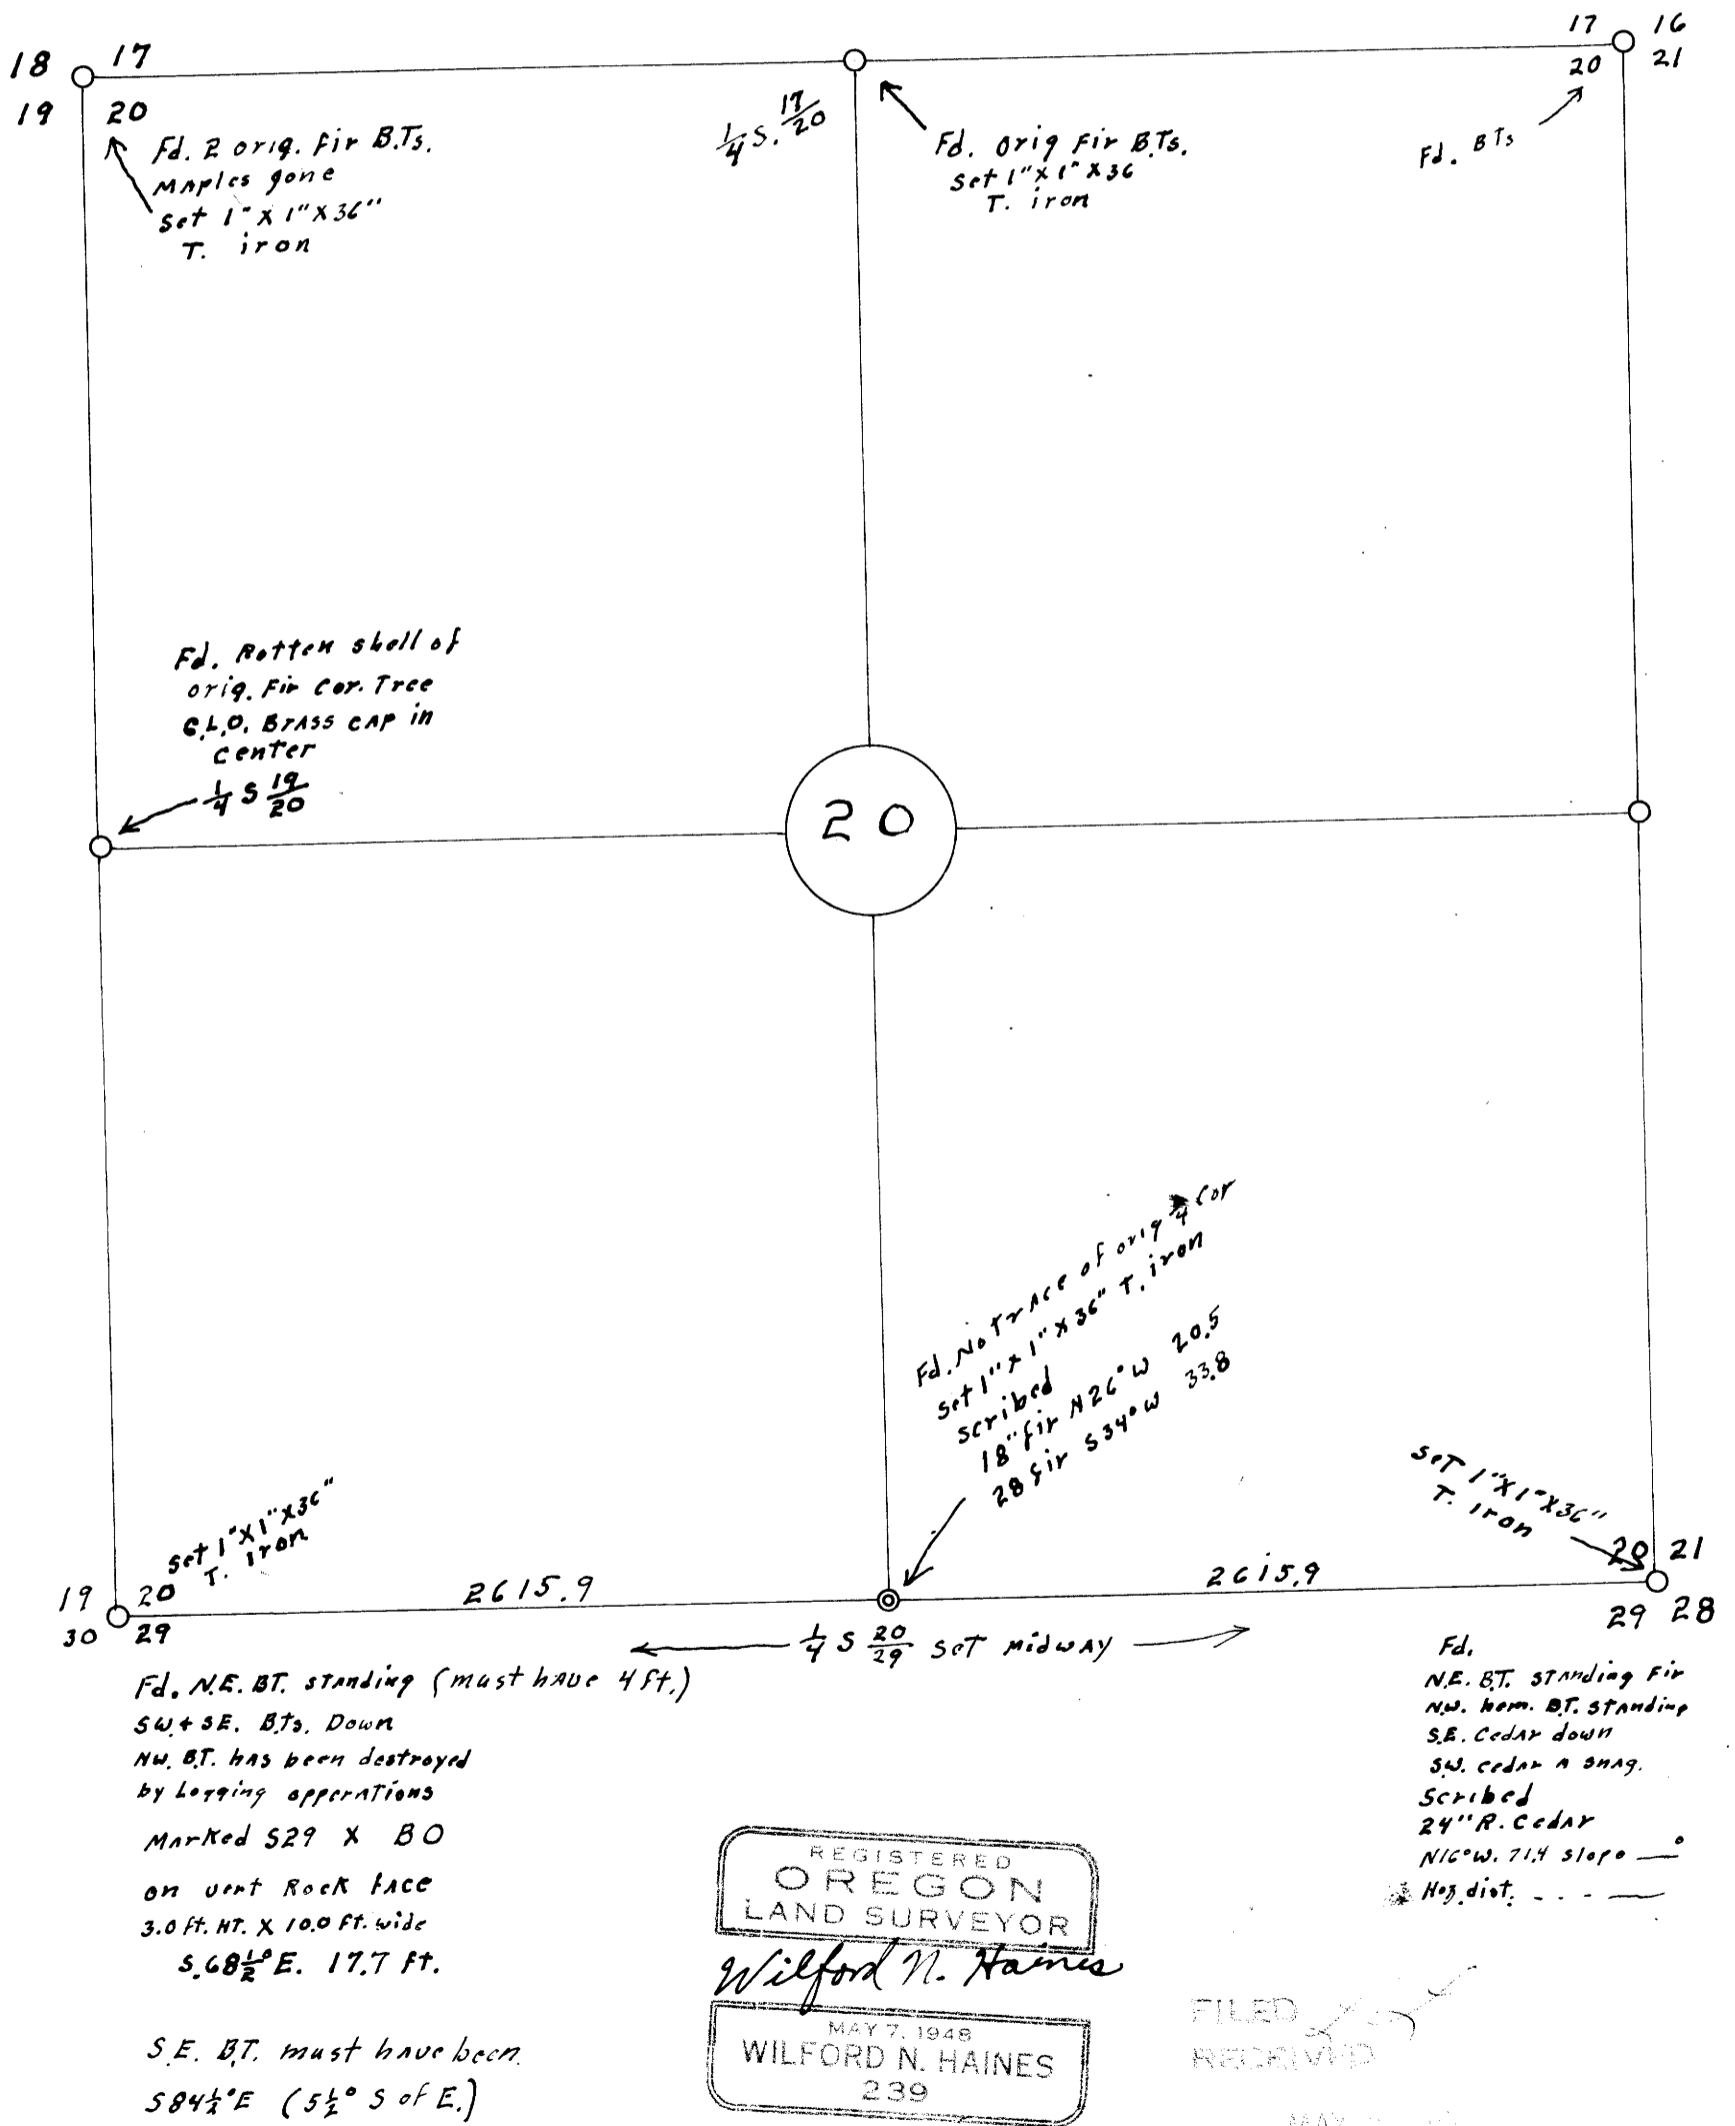 18 17
19 20
Fd. 2 orig. fir B.Ts.
Maples gone
Set 1" X 1" X 36"
T. iron
1/4 S. 17/20
Fd. orig Fir B.Ts.
Set 1" X 1" X 36
T. iron
17 16
20 21
Fd. BTs
Fd. Rotten shell of
orig. Fir Cor. Tree
G.L.O. Brass cap in
center
1/4 S 19/20
20
Fd. No trace of orig 1/4 Cor
set 1" X 1" X 36" T. iron
scribed
18" fir N26°W 20.5
28 fir S34°W 33.8
set 1" X 1" X 36"
T. iron
19 20
30 29
2615.9
2615.9
1/4 S 20/29 set midway
Set 1" X 1" X 36"
T. iron
20 21
29 28
Fd. N.E. BT. standing (must have 4 ft.)
SW. + SE. B.Ts. Down
NW. B.T. has been destroyed
by Logging opperations
Marked S29 X BO
on vert Rock face
3.0 ft. HT. X 10.0 ft. wide
S.68 1/2° E. 17.7 ft.
S.E. B.T. must have been
S84 1/2°E (5 1/2° S of E.)
Fd.
N.E. B.T. standing Fir
N.W. hem. B.T. standing
S.E. Cedar down
S.W. cedar a snag.
Scribed
24" R. Cedar
N16°W. 71.4 slope — °
Hoz. dist. - - - —
REGISTERED
OREGON
LAND SURVEYOR
Wilford N. Haines
MAY 7, 1948
WILFORD N. HAINES
239
FILED
RECEIVED
MAY